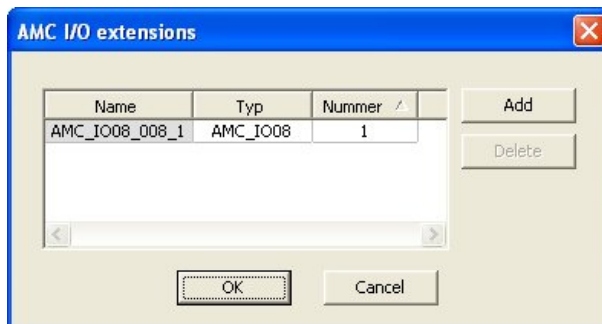 AMC I/O extensions
Name Typ Nummer
AMC_IO08_008_1 AMC_IO08 1
Add
Delete
OK Cancel